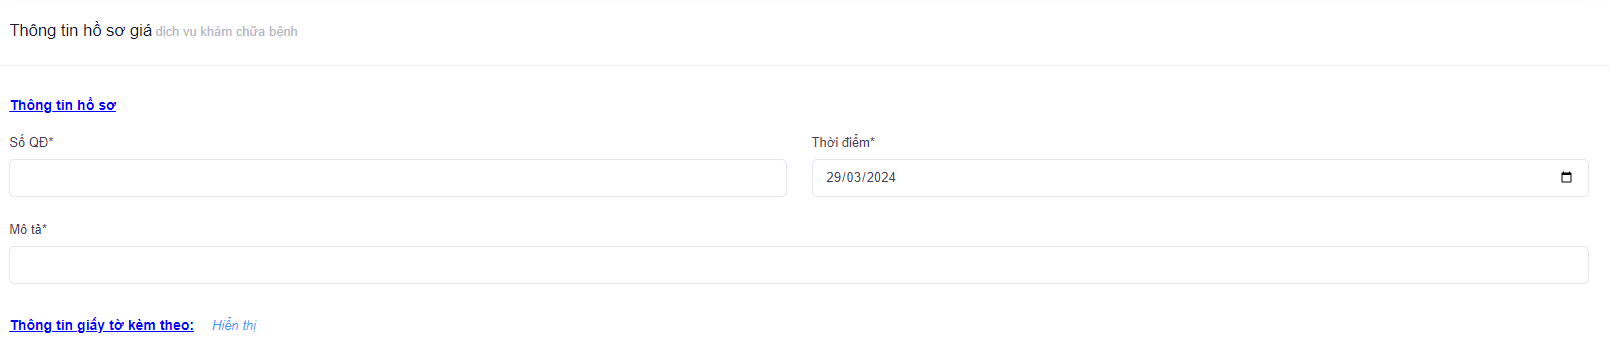 Thông tin hồ sơ giá dịch vụ khám chữa bệnh
Thông tin hồ sơ
Số QĐ*
Thời điểm*
29/03/2024
Mô tả*
Thông tin giấy tờ kèm theo: Hiển thị